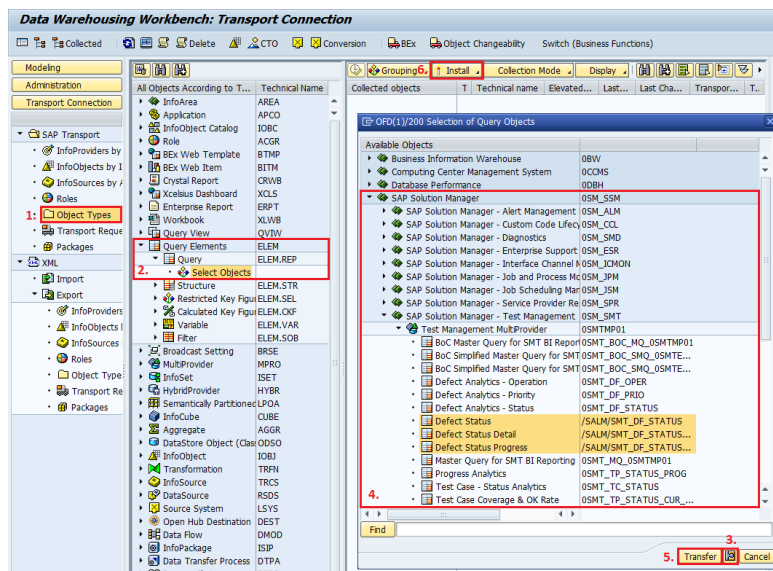 Data Warehousing Workbench: Transport Connection
Collected Delete CTO Conversion BEx Object Changeability Switch (Business Functions)
Modeling
Administration
Transport Connection
SAP Transport
InfoProviders by
InfoObjects by I
InfoSources by A
Roles
1: Object Types
Transport Reque
Packages
XML
Import
Export
InfoProviders
InfoObjects
InfoSources
Roles
Object Type
Transport Re
Packages
All Objects According to T... Technical Name
InfoArea AREA
Application APCO
InfoObject Catalog IOBC
Role ACGR
BEx Web Template BTMP
BEx Web Item BITM
Crystal Report CRWB
Xcelsius Dashboard XCLS
Enterprise Report ERPT
Workbook XLWB
Query View QVIW
Query Elements ELEM
Query ELEM.REP
2. Select Objects
Structure ELEM.STR
Restricted Key Figur ELEM.SEL
Calculated Key Figur ELEM.CKF
Variable ELEM.VAR
Filter ELEM.SOB
Broadcast Setting BRSE
MultiProvider MPRO
InfoSet ISET
HybridProvider HYBR
Semantically Partitioned LPOA
InfoCube CUBE
Aggregate AGGR
DataStore Object (Clas ODSO
InfoObject IOBJ
Transformation TRFN
InfoSource TRCS
DataSource RSDS
Source System LSYS
Open Hub Destination DEST
Data Flow DMOD
InfoPackage ISIP
Data Transfer Process DTPA
Grouping 6. Install Collection Mode Display
Collected objects T Technical name Elevated... Last... Last Cha... Transpor... T..
OFD(1)/200 Selection of Query Objects
Available Objects
Business Information Warehouse 0BW
Computing Center Management System 0CCMS
Database Performance 0DBH
SAP Solution Manager 0SM_SSM
SAP Solution Manager - Alert Management 0SM_ALM
SAP Solution Manager - Custom Code Lifecy 0SM_CCL
SAP Solution Manager - Diagnostics 0SM_SMD
SAP Solution Manager - Enterprise Support 0SM_ESR
SAP Solution Manager - Interface Channel M 0SM_ICMON
SAP Solution Manager - Job and Process Mo 0SM_JPM
SAP Solution Manager - Job Scheduling Man 0SM_JSM
SAP Solution Manager - Service Provider Re 0SM_SPR
SAP Solution Manager - Test Management 0SM_SMT
Test Management MultiProvider 0SMTMP01
BoC Master Query for SMT BI Report 0SMT_BOC_MQ_0SMTMP01
BoC Simplified Master Query for SMT 0SMT_BOC_SMQ_0SMTE...
BoC Simplified Master Query for SMT 0SMT_BOC_SMQ_0SMTE...
Defect Analytics - Operation 0SMT_DF_OPER
Defect Analytics - Priority 0SMT_DF_PRIO
Defect Analytics - Status 0SMT_DF_STATUS
Defect Status /SALM/SMT_DF_STATUS
Defect Status Detail /SALM/SMT_DF_STATUS...
Defect Status Progress /SALM/SMT_DF_STATUS...
Master Query for SMT BI Reporting 0SMT_MQ_0SMTMP01
Progress Analytics 0SMT_TP_STATUS_PROG
Test Case - Status Analytics 0SMT_TC_STATUS
4. Test Case Coverage & OK Rate 0SMT_TP_STATUS_CUR_...
Find
3.
5. Transfer Cancel